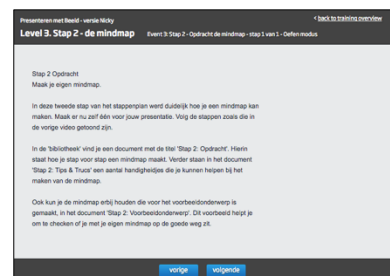 Presenteren met Beeld - versie Nicky
< back to training overview
Level 3. Stap 2 - de mindmap
Event 3: Stap 2 - Opdracht de mindmap - stap 1 van 1 - Oefen modus
Stap 2 Opdracht
Maak je eigen mindmap.
In deze tweede stap van het stappenplan werd duidelijk hoe je een mindmap kan
maken. Maak er nu zelf één voor jouw presentatie. Volg de stappen zoals die in
de vorige video getoond zijn.
In de 'bibliotheek' vind je een document met de titel 'Stap 2: Opdracht'. Hierin
staat hoe je stap voor stap een mindmap maakt. Verder staan in het document
'Stap 2: Tips & Trucs' een aantal handigheidjes die je kunnen helpen bij het
maken van de mindmap.
Ook kun je de mindmap erbij houden die voor het voorbeeldonderwerp is
gemaakt, in het document 'Stap 2: Voorbeeldonderwerp'. Dit voorbeeld helpt je
om te checken of je met je eigen mindmap op de goede weg zit.
vorige
volgende